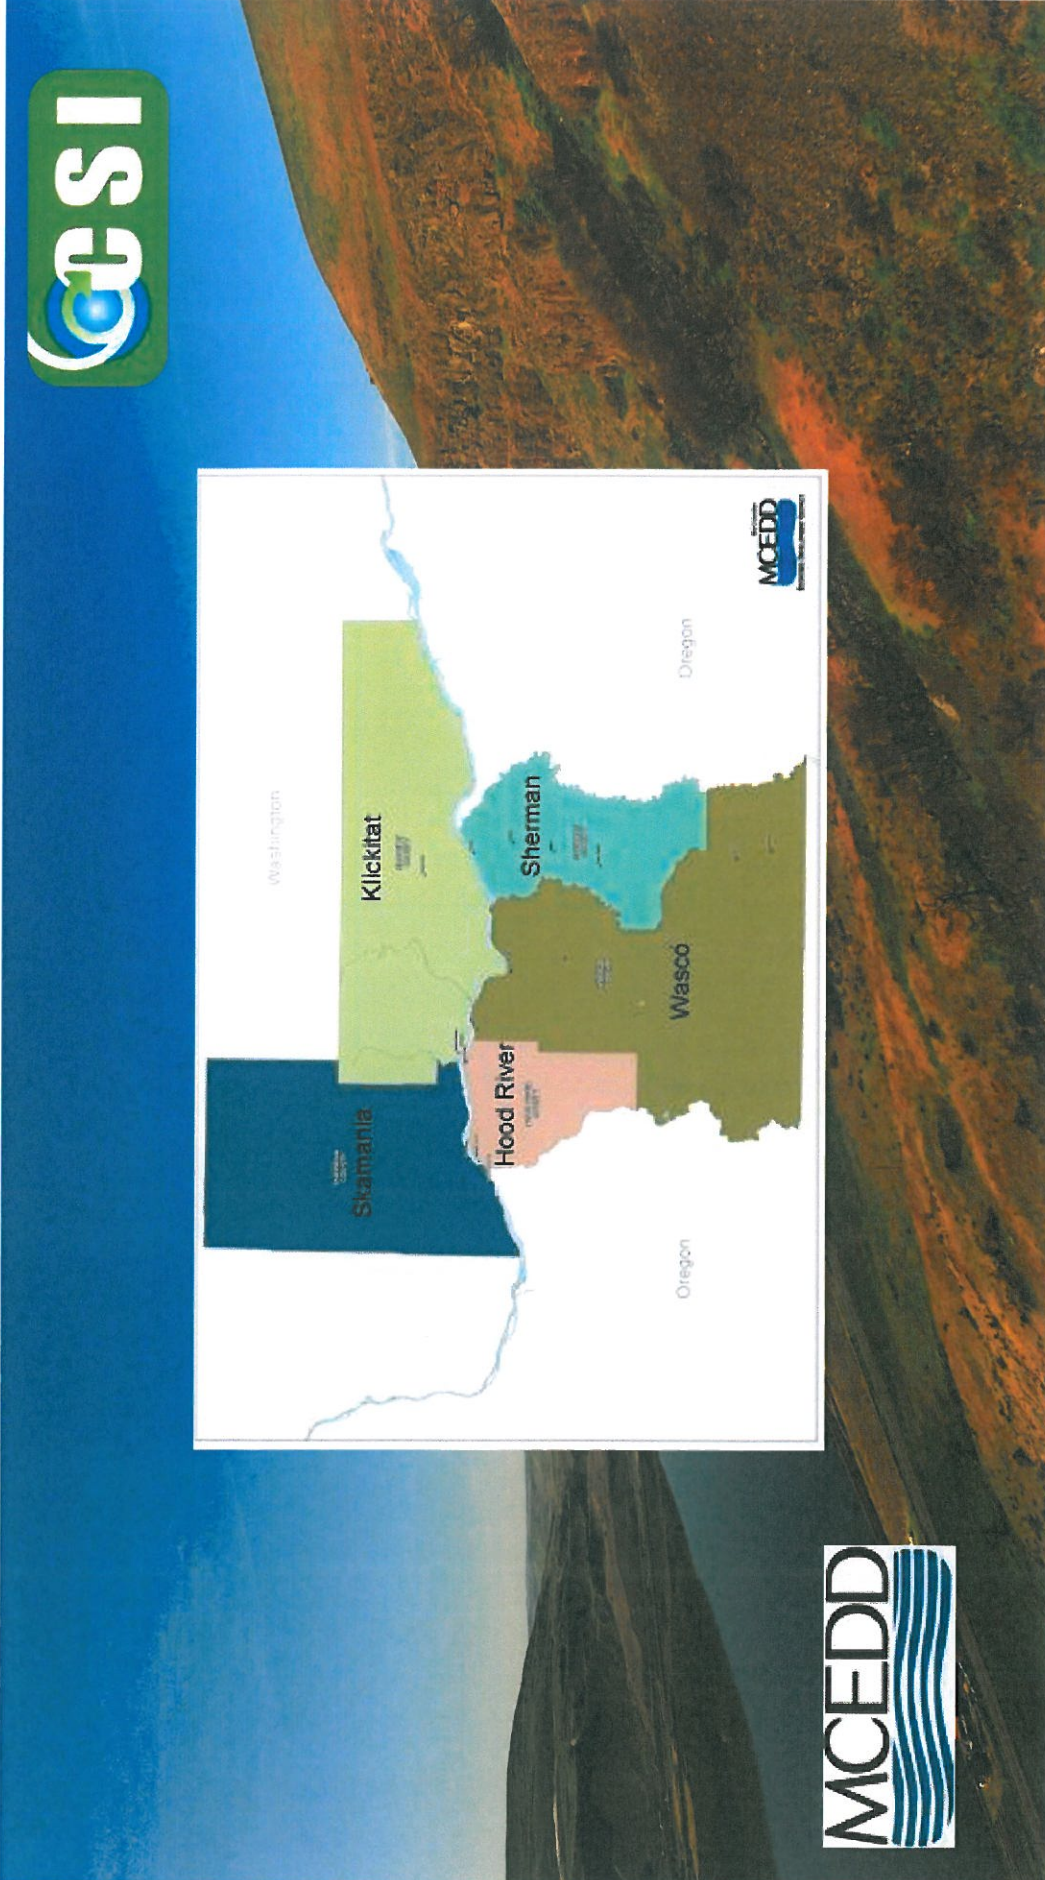 CSI
Washington
Klickitat
Skamania
Sherman
Hood River
Wasco
Oregon
Oregon
MCEDD
MCEDD